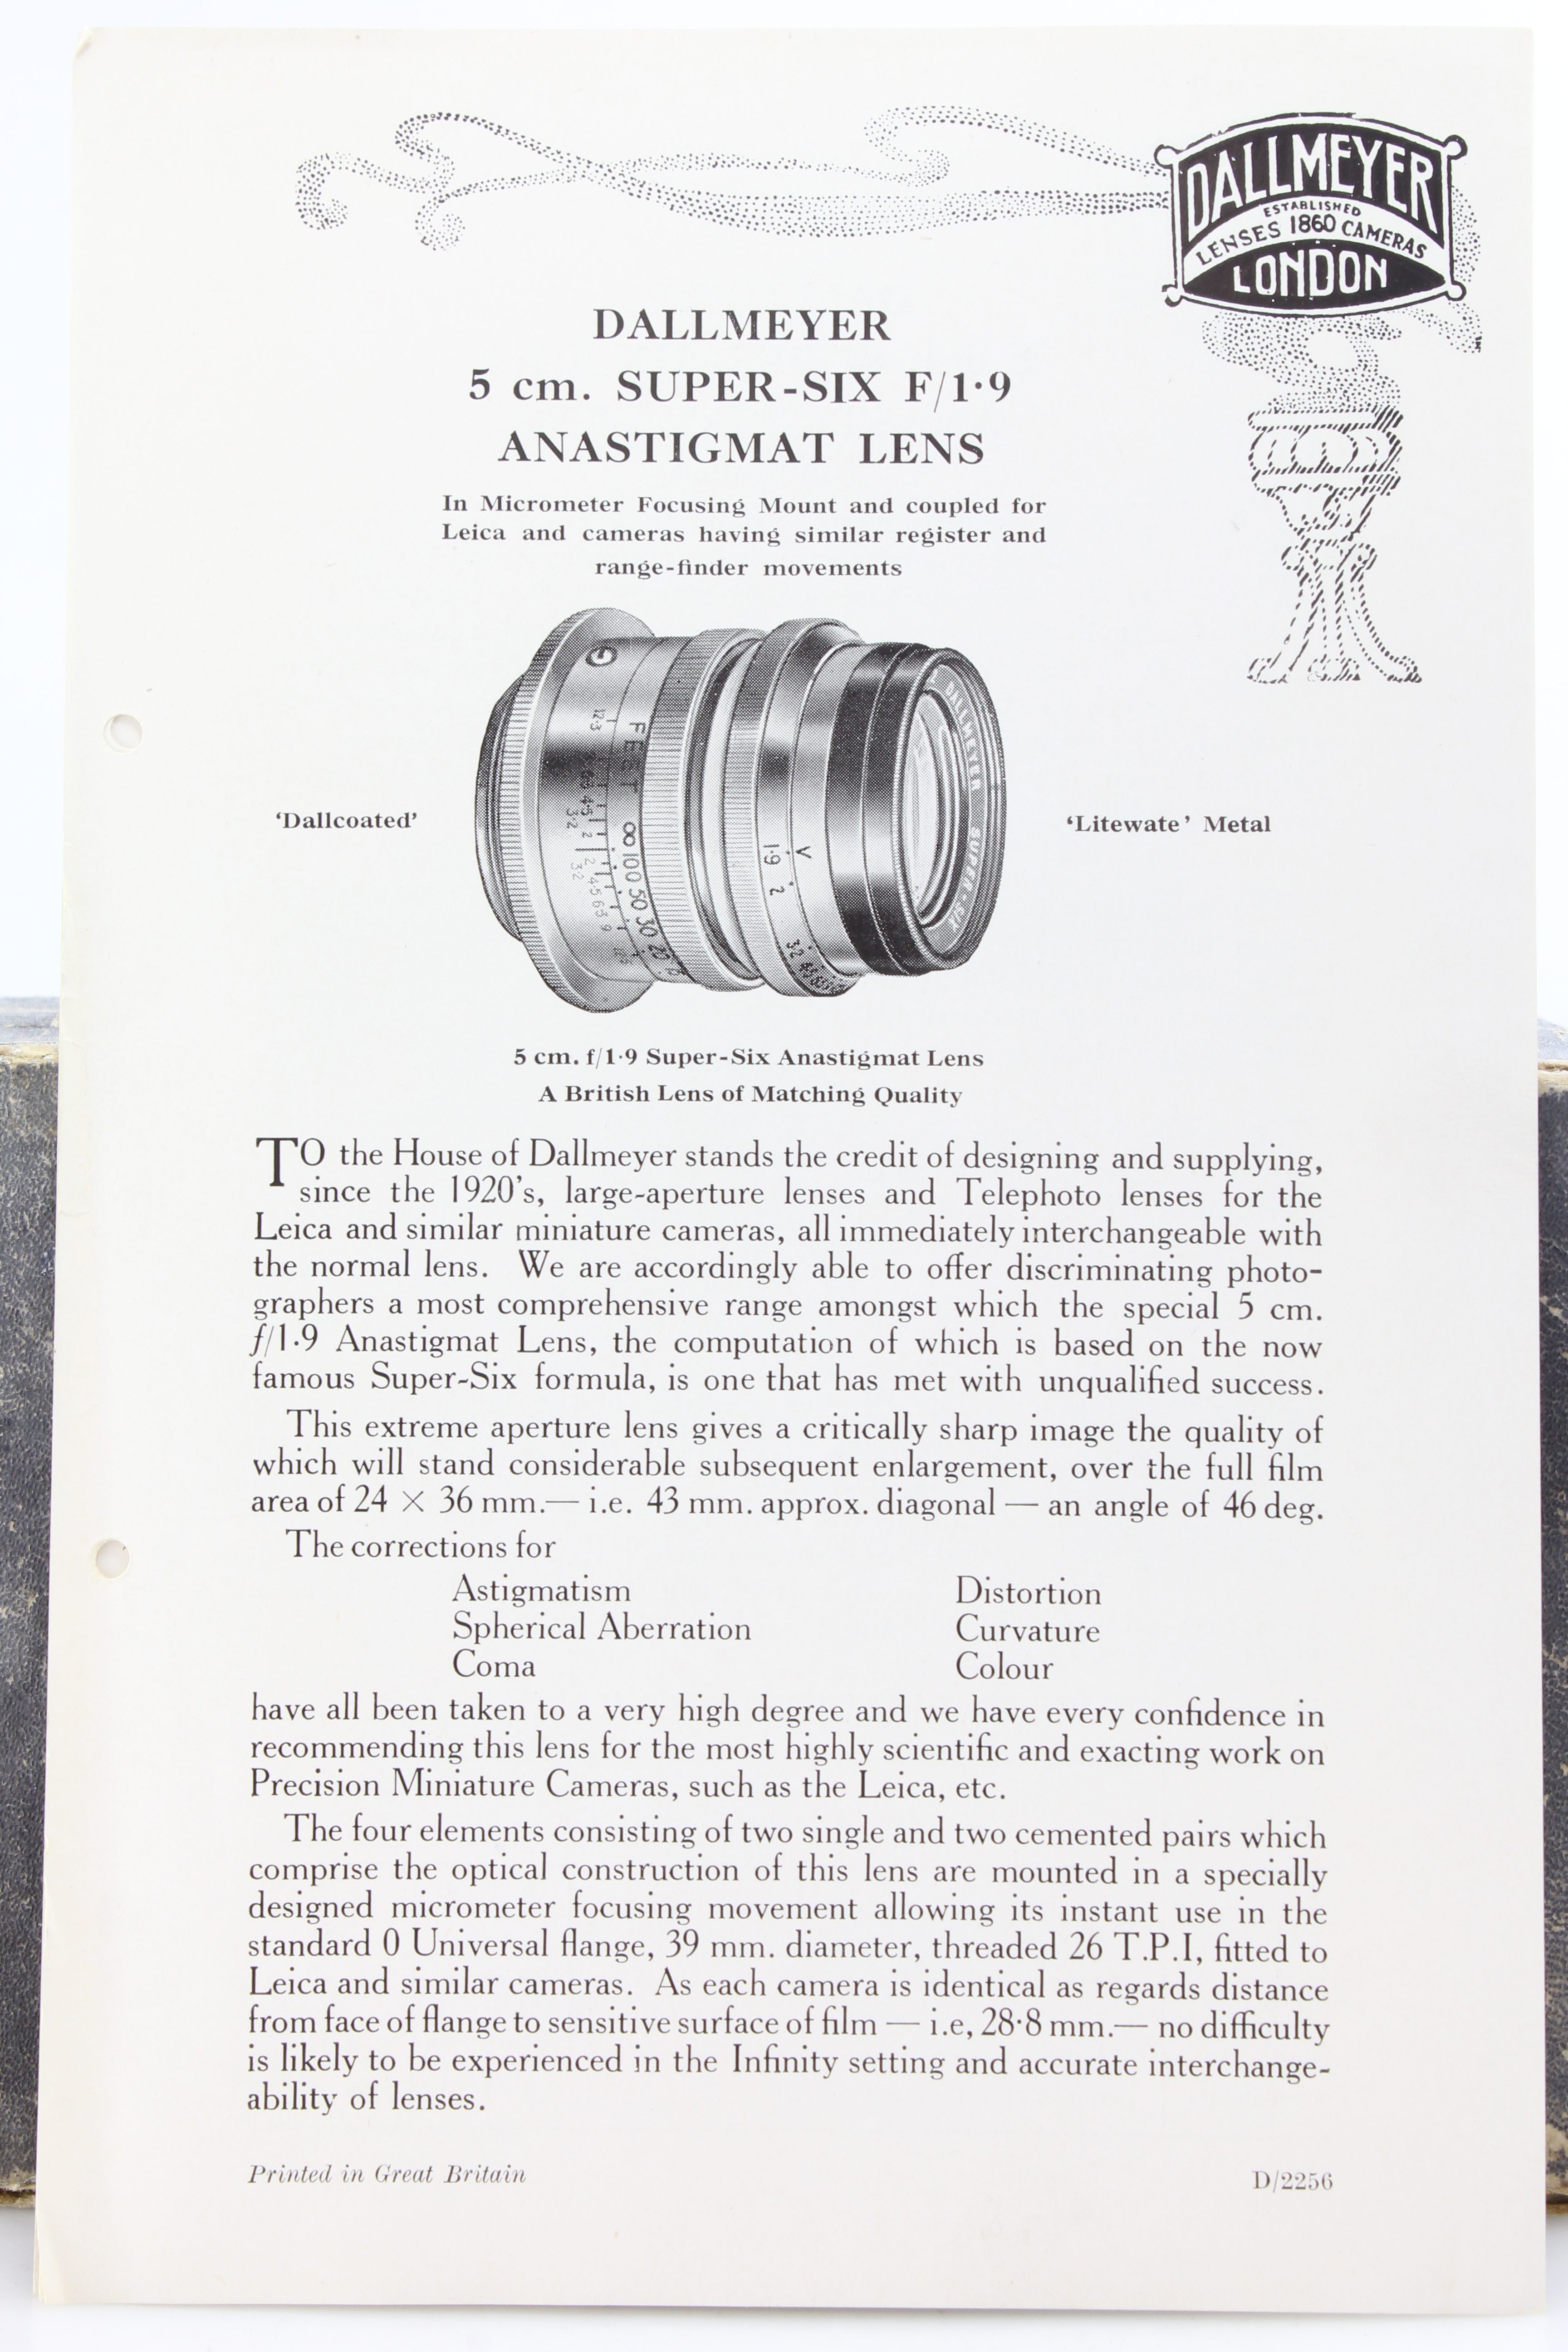 DALLMEYER
ESTABLISHED
LENSES 1860 CAMERAS
LONDON
DALLMEYER
5 cm. SUPER-SIX F/1·9
ANASTIGMAT LENS
In Micrometer Focusing Mount and coupled for
Leica and cameras having similar register and
range-finder movements
FEET
∞ 100 50 30 20
V
1·9 2
3·2
DALLMEYER SUPER-SIX
'Dallcoated'
'Litewate' Metal
5 cm. f/1·9 Super-Six Anastigmat Lens
A British Lens of Matching Quality
TO the House of Dallmeyer stands the credit of designing and supplying,
since the 1920's, large-aperture lenses and Telephoto lenses for the
Leica and similar miniature cameras, all immediately interchangeable with
the normal lens. We are accordingly able to offer discriminating photo-
graphers a most comprehensive range amongst which the special 5 cm.
f/1·9 Anastigmat Lens, the computation of which is based on the now
famous Super-Six formula, is one that has met with unqualified success.
This extreme aperture lens gives a critically sharp image the quality of
which will stand considerable subsequent enlargement, over the full film
area of 24 × 36 mm.— i.e. 43 mm. approx. diagonal — an angle of 46 deg.
The corrections for
Astigmatism Distortion
Spherical Aberration Curvature
Coma Colour
have all been taken to a very high degree and we have every confidence in
recommending this lens for the most highly scientific and exacting work on
Precision Miniature Cameras, such as the Leica, etc.
The four elements consisting of two single and two cemented pairs which
comprise the optical construction of this lens are mounted in a specially
designed micrometer focusing movement allowing its instant use in the
standard 0 Universal flange, 39 mm. diameter, threaded 26 T.P.I, fitted to
Leica and similar cameras. As each camera is identical as regards distance
from face of flange to sensitive surface of film — i.e, 28·8 mm.— no difficulty
is likely to be experienced in the Infinity setting and accurate interchange-
ability of lenses.
Printed in Great Britain
D/2256